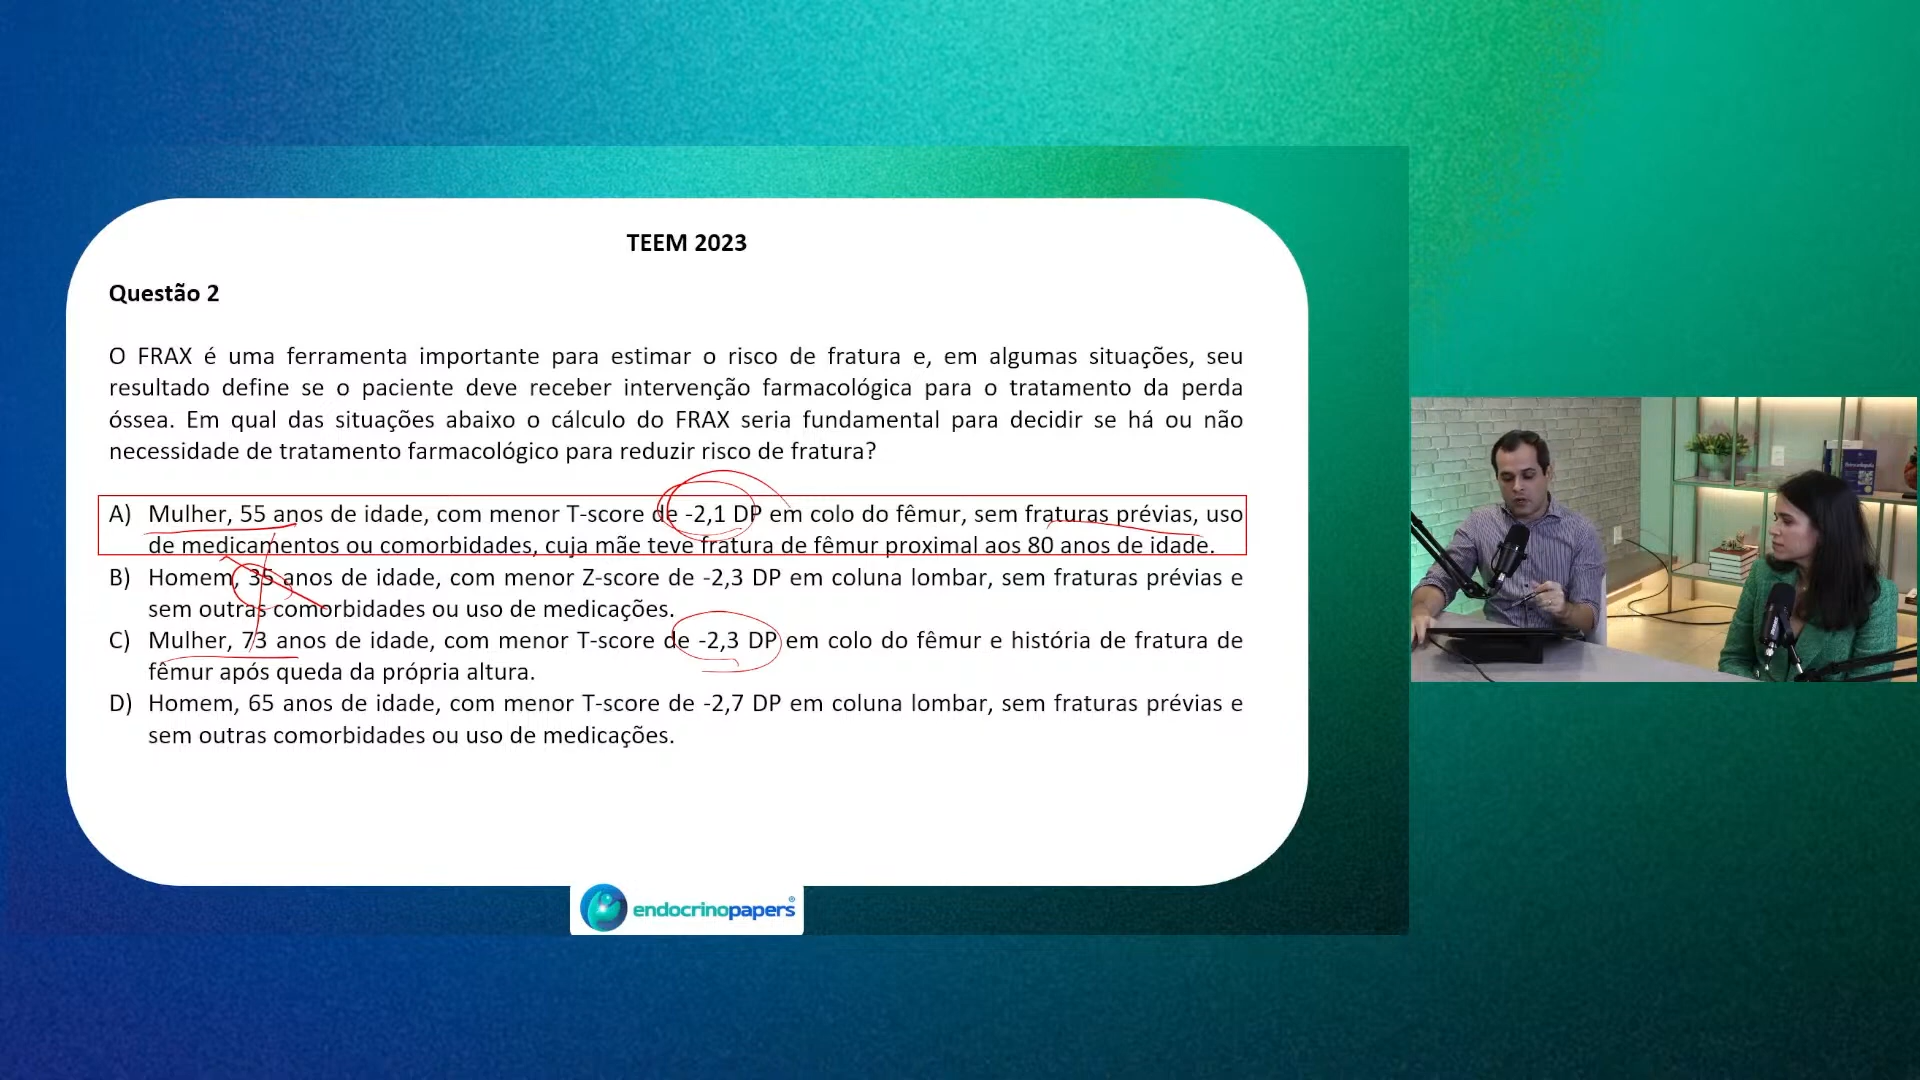 TEEM 2023
Questão 2
O FRAX é uma ferramenta importante para estimar o risco de fratura e, em algumas situações, seu
resultado define se o paciente deve receber intervenção farmacológica para o tratamento da perda
óssea. Em qual das situações abaixo o cálculo do FRAX seria fundamental para decidir se há ou não
necessidade de tratamento farmacológico para reduzir risco de fratura?
A) Mulher, 55 anos de idade, com menor T-score de -2,1 DP em colo do fêmur, sem fraturas prévias, uso
de medicamentos ou comorbidades, cuja mãe teve fratura de fêmur proximal aos 80 anos de idade.
B) Homem, 35 anos de idade, com menor Z-score de -2,3 DP em coluna lombar, sem fraturas prévias e
sem outras comorbidades ou uso de medicações.
C) Mulher, 73 anos de idade, com menor T-score de -2,3 DP em colo do fêmur e história de fratura de
fêmur após queda da própria altura.
D) Homem, 65 anos de idade, com menor T-score de -2,7 DP em coluna lombar, sem fraturas prévias e
sem outras comorbidades ou uso de medicações.
endocrinopapers®